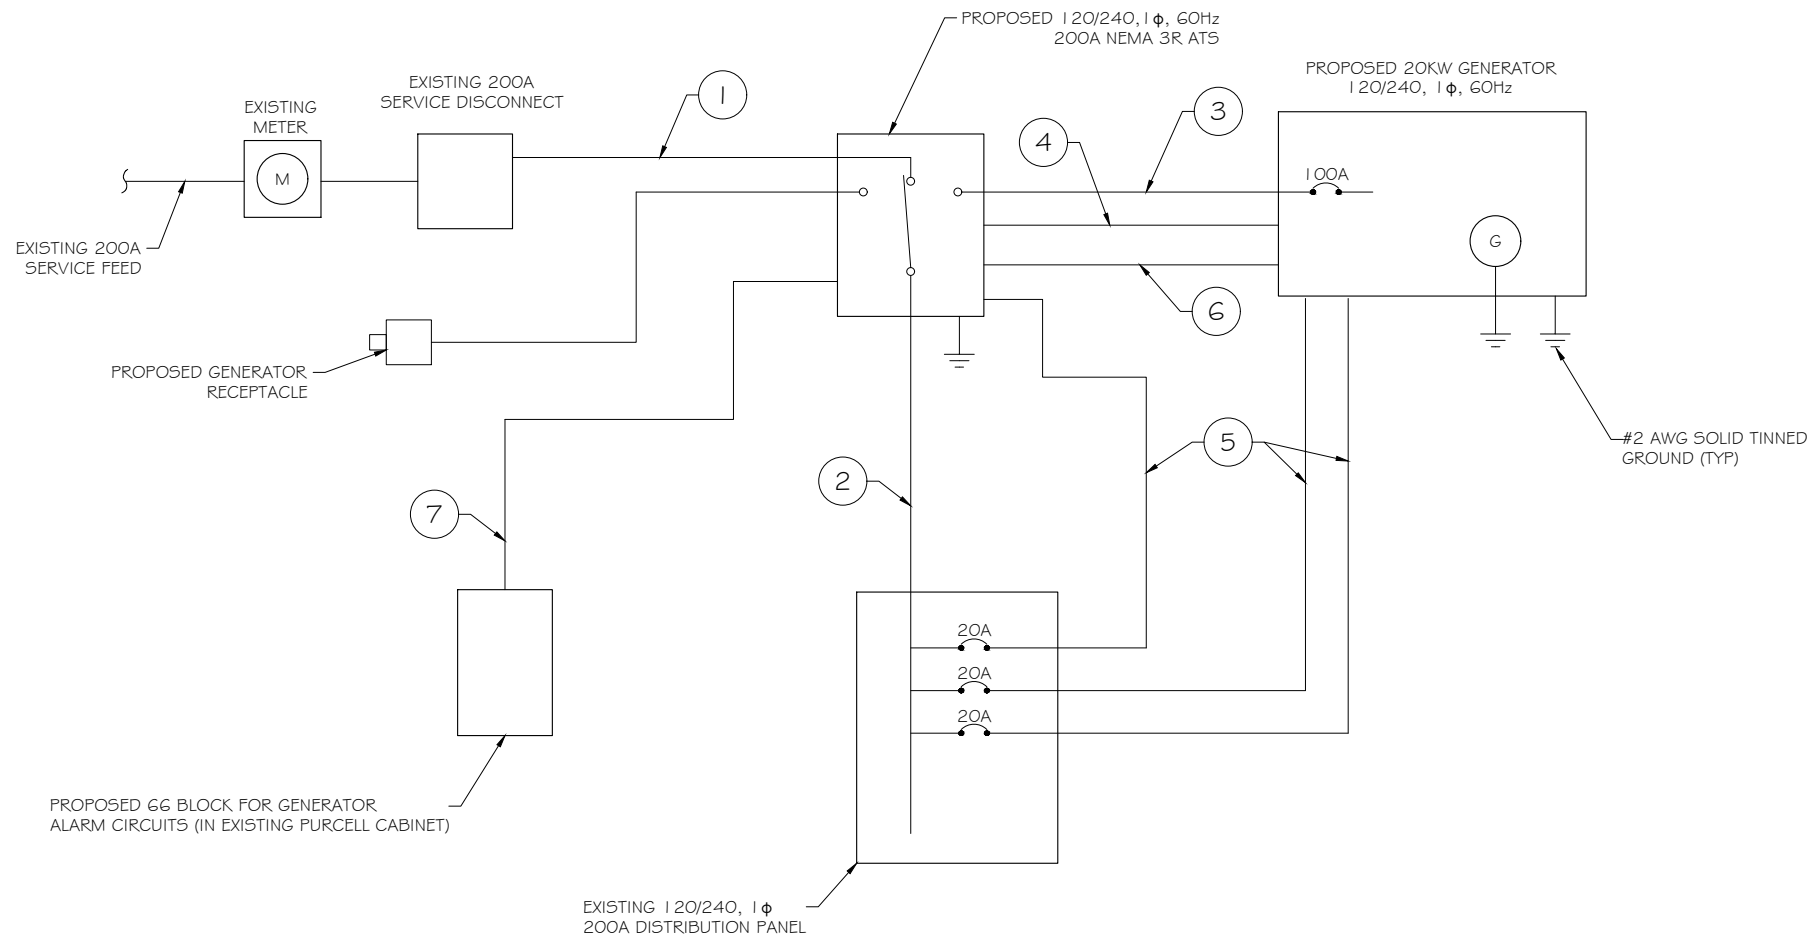 PROPOSED 120/240,1ϕ, 60Hz
200A NEMA 3R ATS
PROPOSED 20KW GENERATOR
120/240, 1ϕ, 60Hz
EXISTING 200A
SERVICE DISCONNECT
EXISTING
METER
1
3
4
M
100A
G
EXISTING 200A
SERVICE FEED
6
PROPOSED GENERATOR
RECEPTACLE
5
#2 AWG SOLID TINNED
GROUND (TYP)
2
7
20A
20A
20A
PROPOSED 66 BLOCK FOR GENERATOR
ALARM CIRCUITS (IN EXISTING PURCELL CABINET)
EXISTING 120/240, 1ϕ
200A DISTRIBUTION PANEL